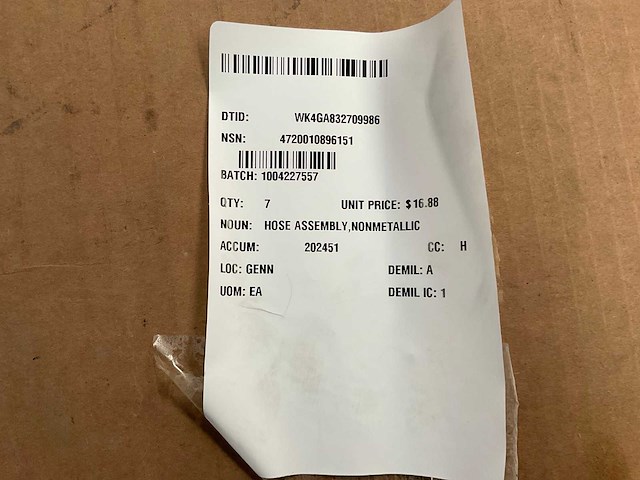 DTID: WK4GA832709986
NSN: 4720010896151
BATCH: 1004227557
QTY: 7 UNIT PRICE: $16.88
NOUN: HOSE ASSEMBLY,NONMETALLIC
ACCUM: 202451 CC: H
LOC: GENN DEMIL: A
UOM: EA DEMIL IC: 1